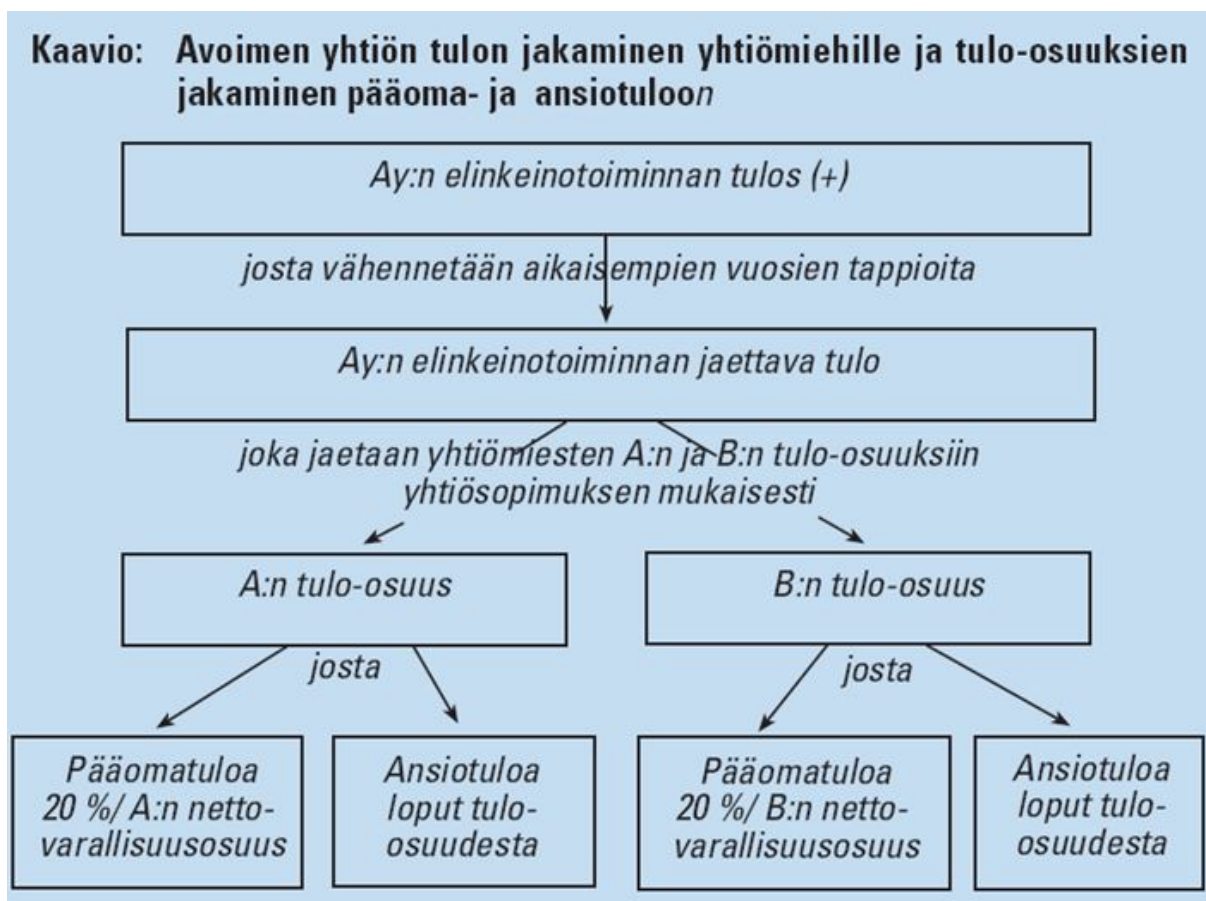 Kaavio: Avoimen yhtiön tulon jakaminen yhtiömiehille ja tulo-osuuksien
jakaminen pääoma- ja ansiotuloon
Ay:n elinkeinotoiminnan tulos (+)
josta vähennetään aikaisempien vuosien tappioita
Ay:n elinkeinotoiminnan jaettava tulo
joka jaetaan yhtiömiesten A:n ja B:n tulo-osuuksiin
yhtiösopimuksen mukaisesti
A:n tulo-osuus
B:n tulo-osuus
josta
josta
Pääomatuloa
20 %/ A:n netto-
varallisuusosuus
Ansiotuloa
loput tulo-
osuudesta
Pääomatuloa
20 %/ B:n netto-
varallisuusosuus
Ansiotuloa
loput tulo-
osuudesta